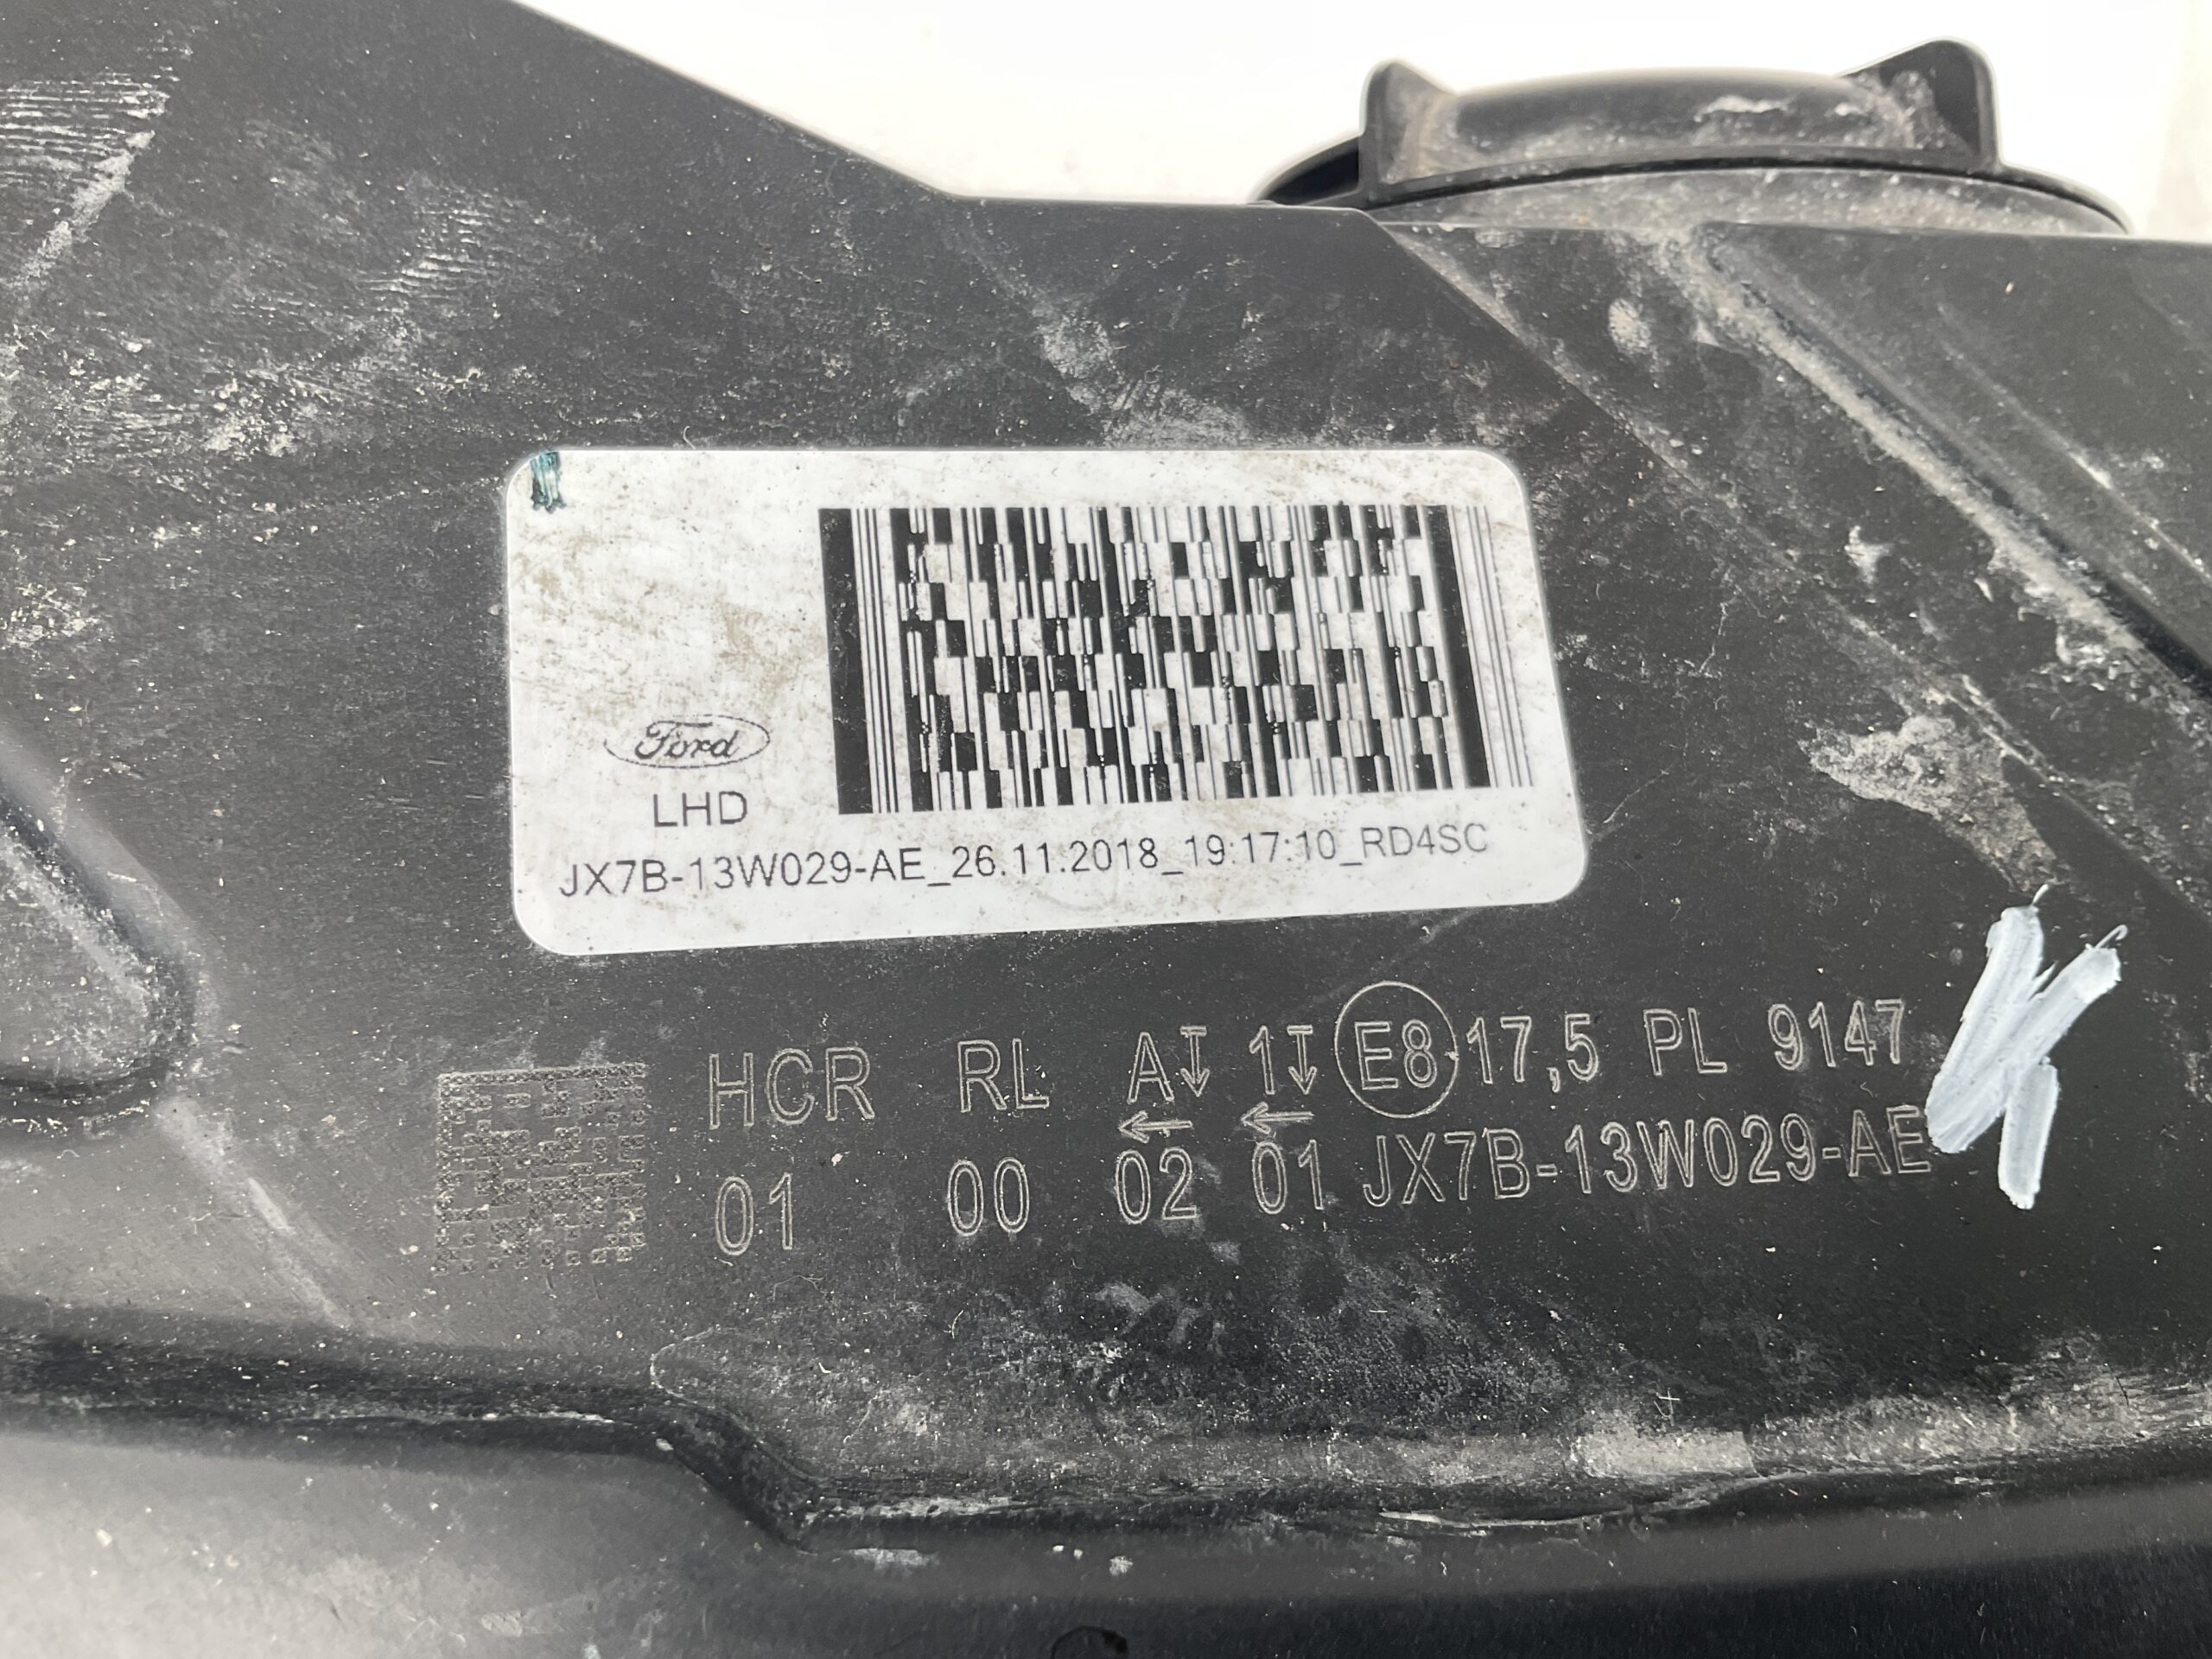 Ford
LHD
JX7B-13W029-AE_26.11.2018_19:17:10_RD4SC
HCR RL A↧ 1↧ E8 17,5 PL 9147
← ←
01 00 02 01 JX7B-13W029-AE